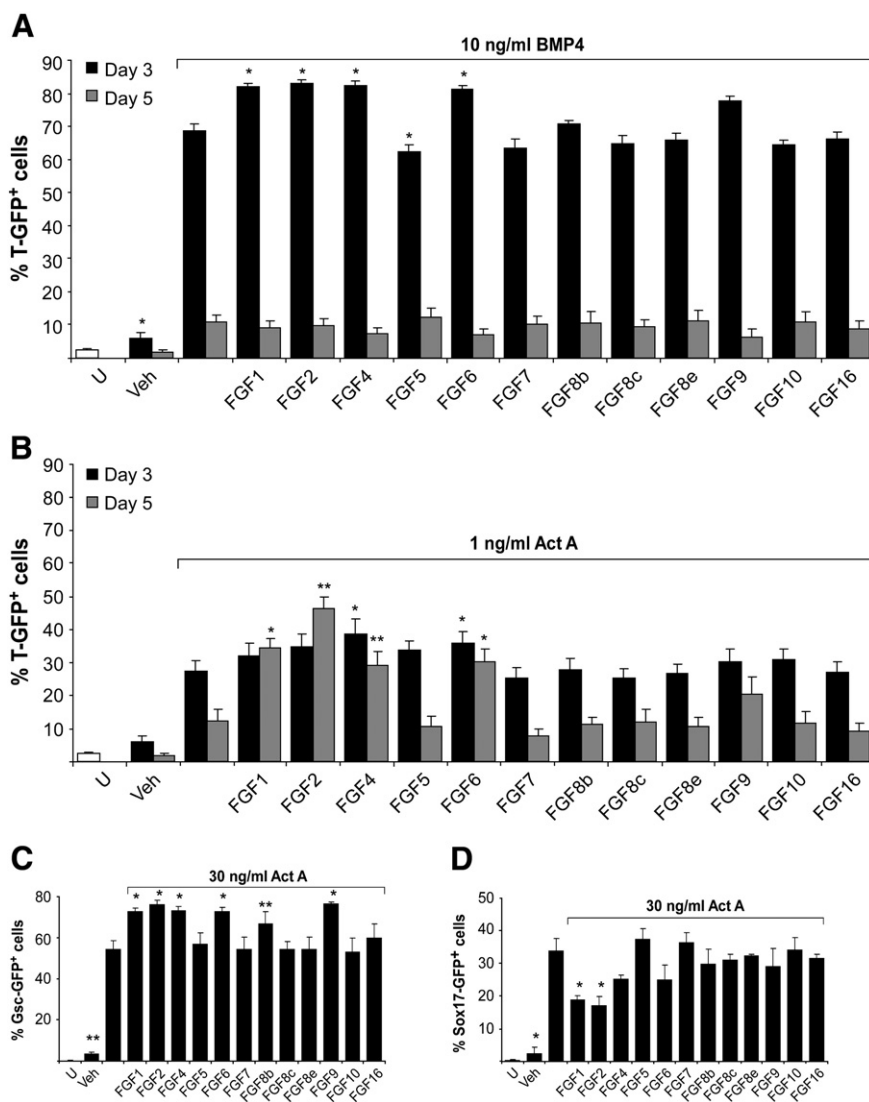 A
10 ng/ml BMP4
Day 3
Day 5
% T-GFP+ cells
90
80
70
60
50
40
30
20
10
* * * * * *
U Veh FGF1 FGF2 FGF4 FGF5 FGF6 FGF7 FGF8b FGF8c FGF8e FGF9 FGF10 FGF16
B
Day 3
Day 5
1 ng/ml Act A
% T-GFP+ cells
90
80
70
60
50
40
30
20
10
* ** * ** * *
U Veh FGF1 FGF2 FGF4 FGF5 FGF6 FGF7 FGF8b FGF8c FGF8e FGF9 FGF10 FGF16
C
30 ng/ml Act A
% Gsc-GFP+ cells
80
60
40
20
** * * * * ** *
U Veh FGF1 FGF2 FGF4 FGF5 FGF6 FGF7 FGF8b FGF8c FGF8e FGF9 FGF10 FGF16
D
30 ng/ml Act A
% Sox17-GFP+ cells
50
40
30
20
10
* * *
U Veh FGF1 FGF2 FGF4 FGF5 FGF6 FGF7 FGF8b FGF8c FGF8e FGF9 FGF10 FGF16